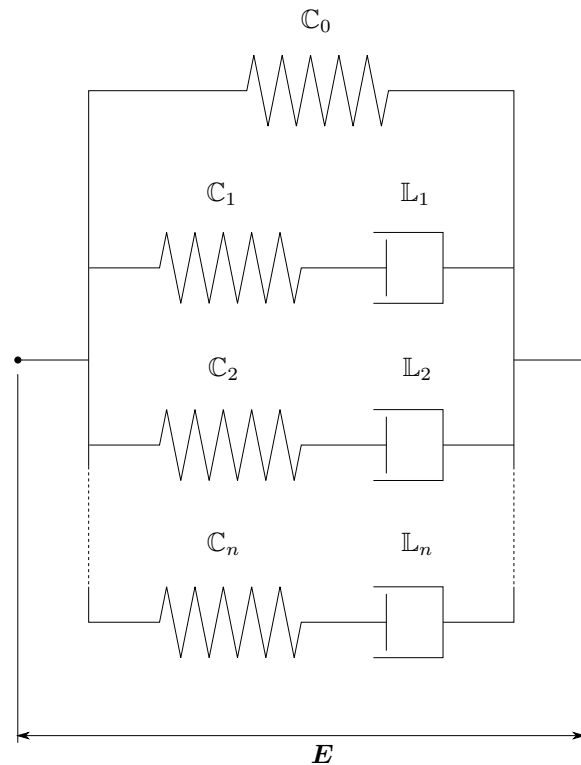 ℂ₀
ℂ₁ 𝕃₁
ℂ₂ 𝕃₂
ℂₙ 𝕃ₙ
E